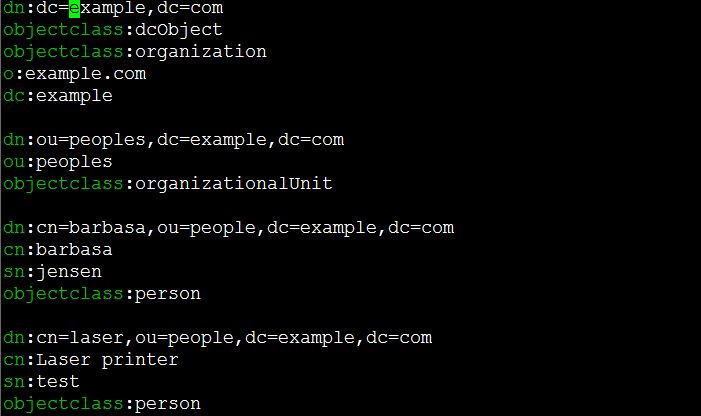 dn:dc=example,dc=com
objectclass:dcObject
objectclass:organization
o:example.com
dc:example

dn:ou=peoples,dc=example,dc=com
ou:peoples
objectclass:organizationalUnit

dn:cn=barbasa,ou=people,dc=example,dc=com
cn:barbasa
sn:jensen
objectclass:person

dn:cn=laser,ou=people,dc=example,dc=com
cn:Laser printer
sn:test
objectclass:person